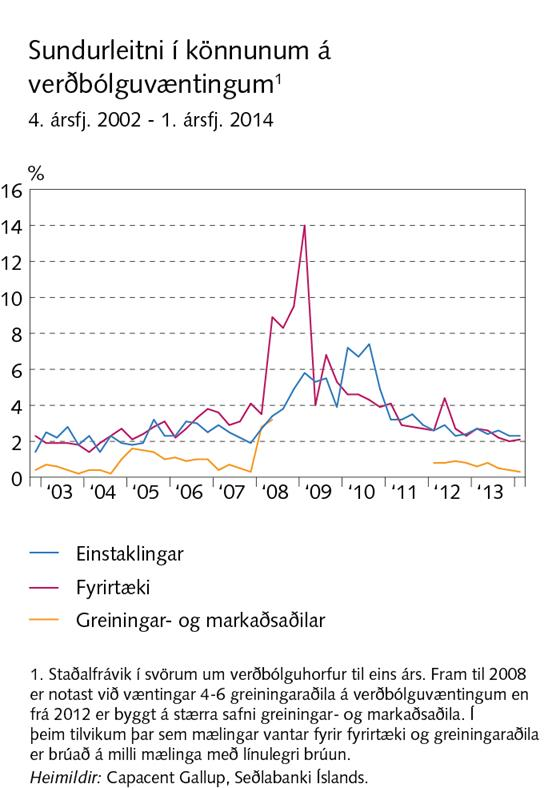 Sundurleitni í könnunum á
verðbólguvæntingum¹
4. ársfj. 2002 - 1. ársfj. 2014
%
16
14
12
10
8
6
4
2
0
‘03 ‘04 ‘05 ‘06 ‘07 ‘08 ‘09 ‘10 ‘11 ‘12 ‘13
Einstaklingar
Fyrirtæki
Greiningar- og markaðsaðilar
1. Staðalfrávik í svörum um verðbólguhorfur til eins árs. Fram til 2008
er notast við væntingar 4-6 greiningaraðila á verðbólguvæntingum en
frá 2012 er byggt á stærra safni greiningar- og markaðsaðila. Í
þeim tilvikum þar sem mælingar vantar fyrir fyrirtæki og greiningaraðila
er brúað á milli mælinga með línulegri brúun.
Heimildir: Capacent Gallup, Seðlabanki Íslands.